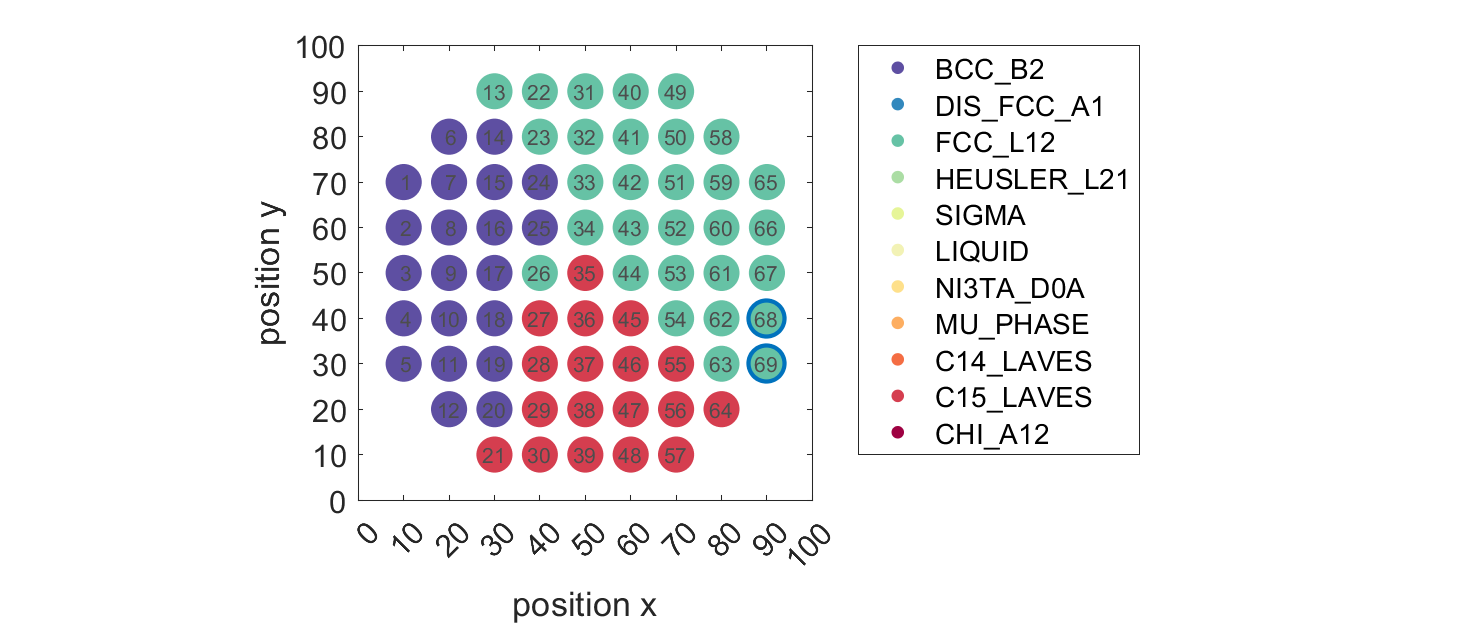 100
90
80
70
60
50
40
30
20
10
0
position y
13 22 31 40 49
6 14 23 32 41 50 58
1 7 15 24 33 42 51 59 65
2 8 16 25 34 43 52 60 66
3 9 17 26 35 44 53 61 67
4 10 18 27 36 45 54 62 68
5 11 19 28 37 46 55 63 69
12 20 29 38 47 56 64
21 30 39 48 57
0 10 20 30 40 50 60 70 80 90 100
position x
BCC_B2
DIS_FCC_A1
FCC_L12
HEUSLER_L21
SIGMA
LIQUID
NI3TA_D0A
MU_PHASE
C14_LAVES
C15_LAVES
CHI_A12